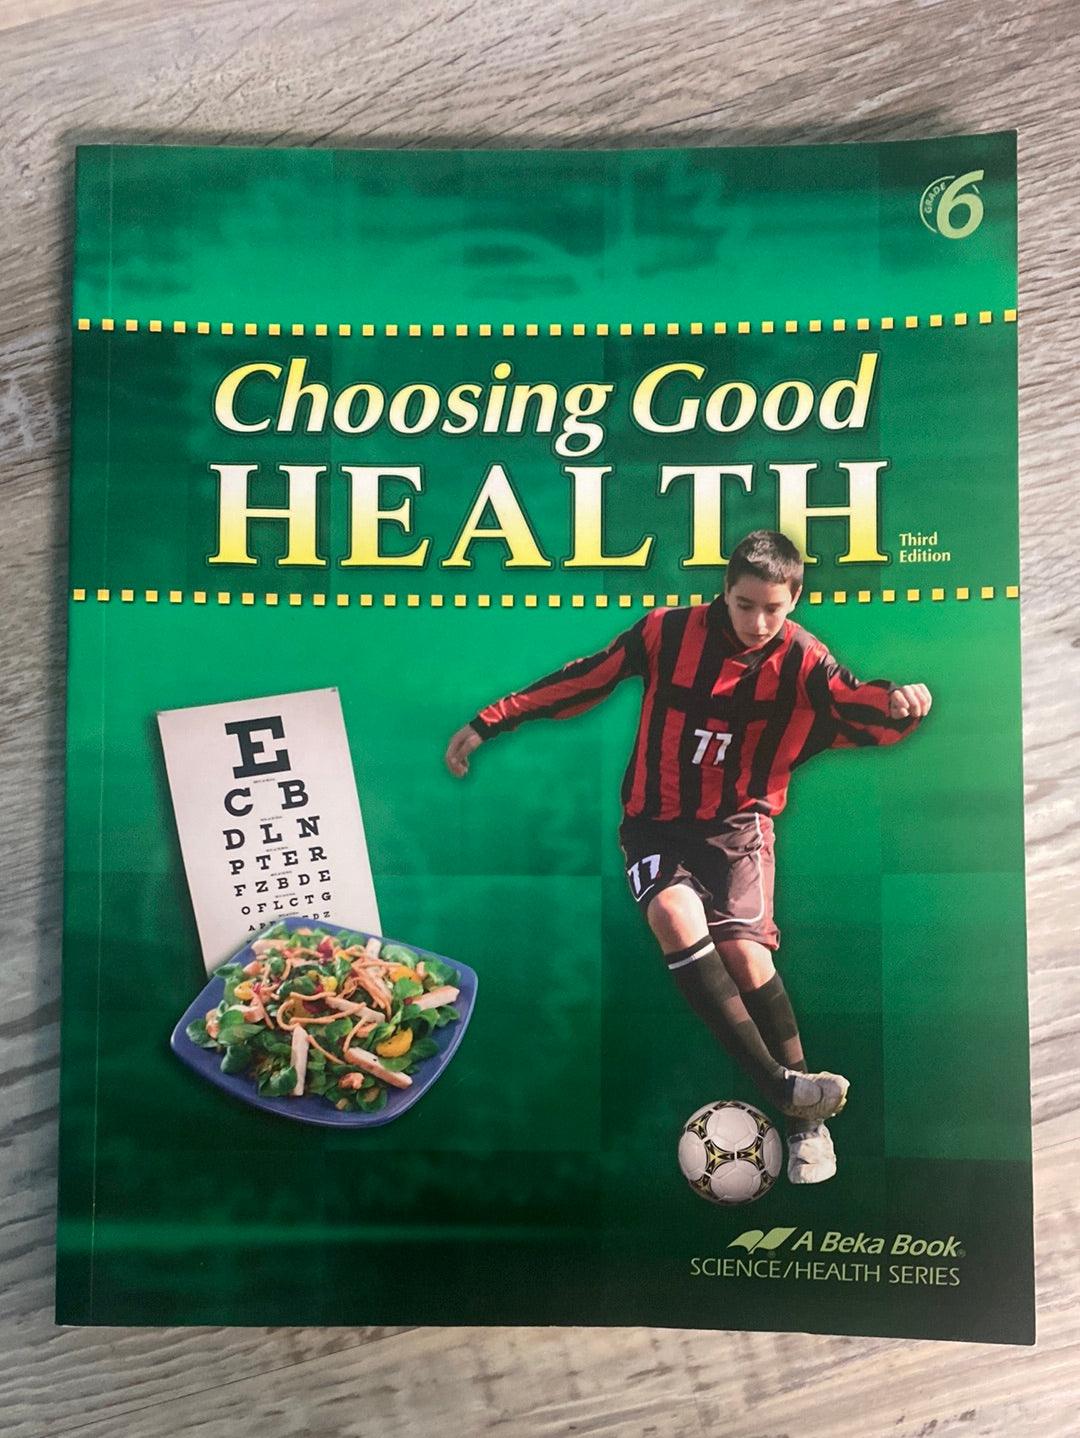 GRADE 6
Choosing Good
HEALTH
Third
Edition
77
77
E
C B
D L N
P T E R
F Z B D E
O F L C T G
A Beka Book®
SCIENCE/HEALTH SERIES